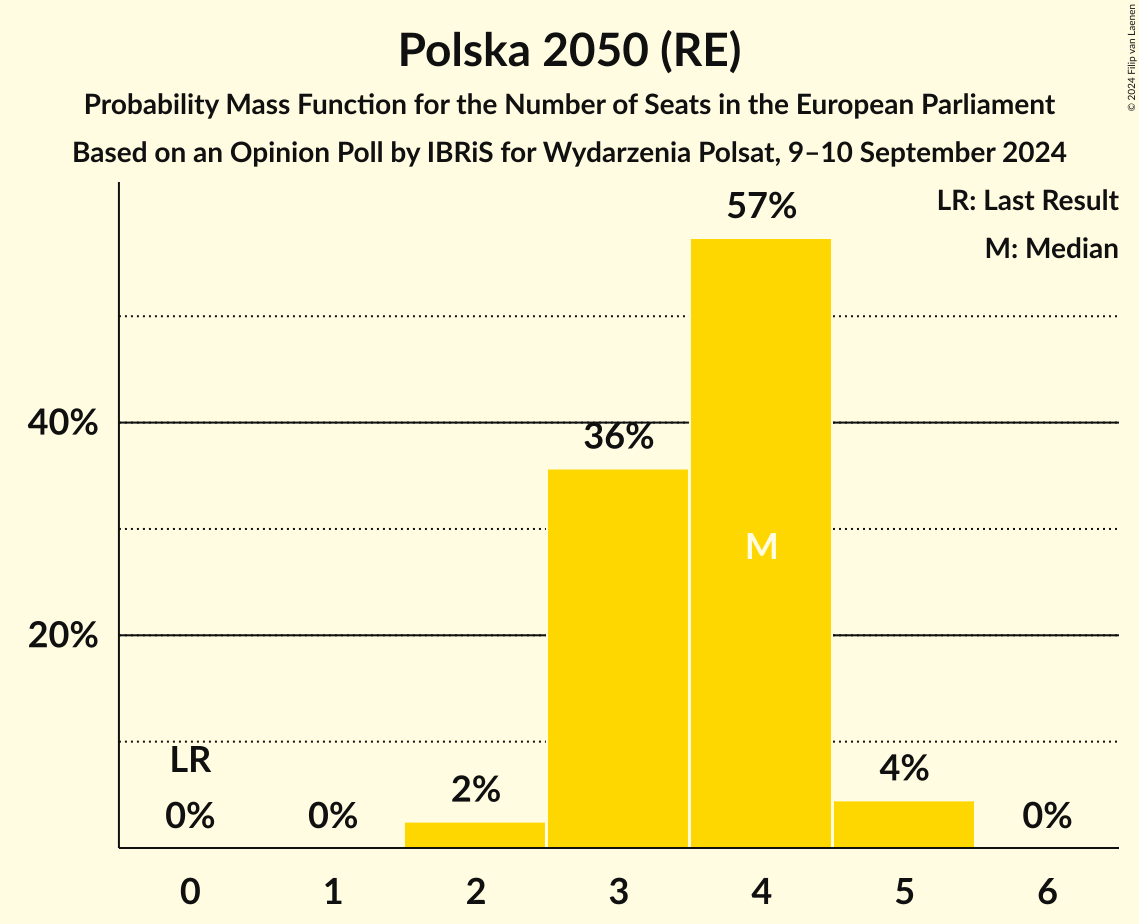 Polska 2050 (RE)
Probability Mass Function for the Number of Seats in the European Parliament
Based on an Opinion Poll by IBRiS for Wydarzenia Polsat, 9–10 September 2024
© 2024 Filip van Laenen
LR: Last Result
M: Median
57%
40%
36%
M
20%
LR
0%
0%
2%
4%
0%
0 1 2 3 4 5 6